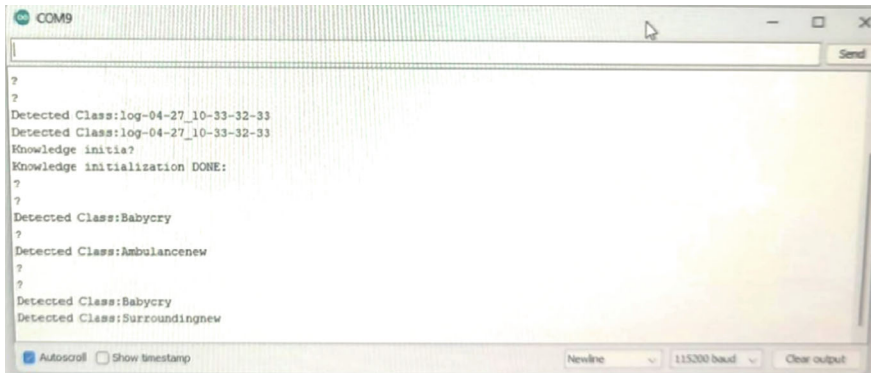 COM9
Send
?
?
Detected Class:log-04-27_10-33-32-33
Detected Class:log-04-27_10-33-32-33
Knowledge initia?
Knowledge initialization DONE:
?
?
Detected Class:Babycry
?
Detected Class:Ambulancenew
?
?
Detected Class:Babycry
Detected Class:Surroundingnew
Autoscroll Show timestamp Newline 115200 baud Clear output